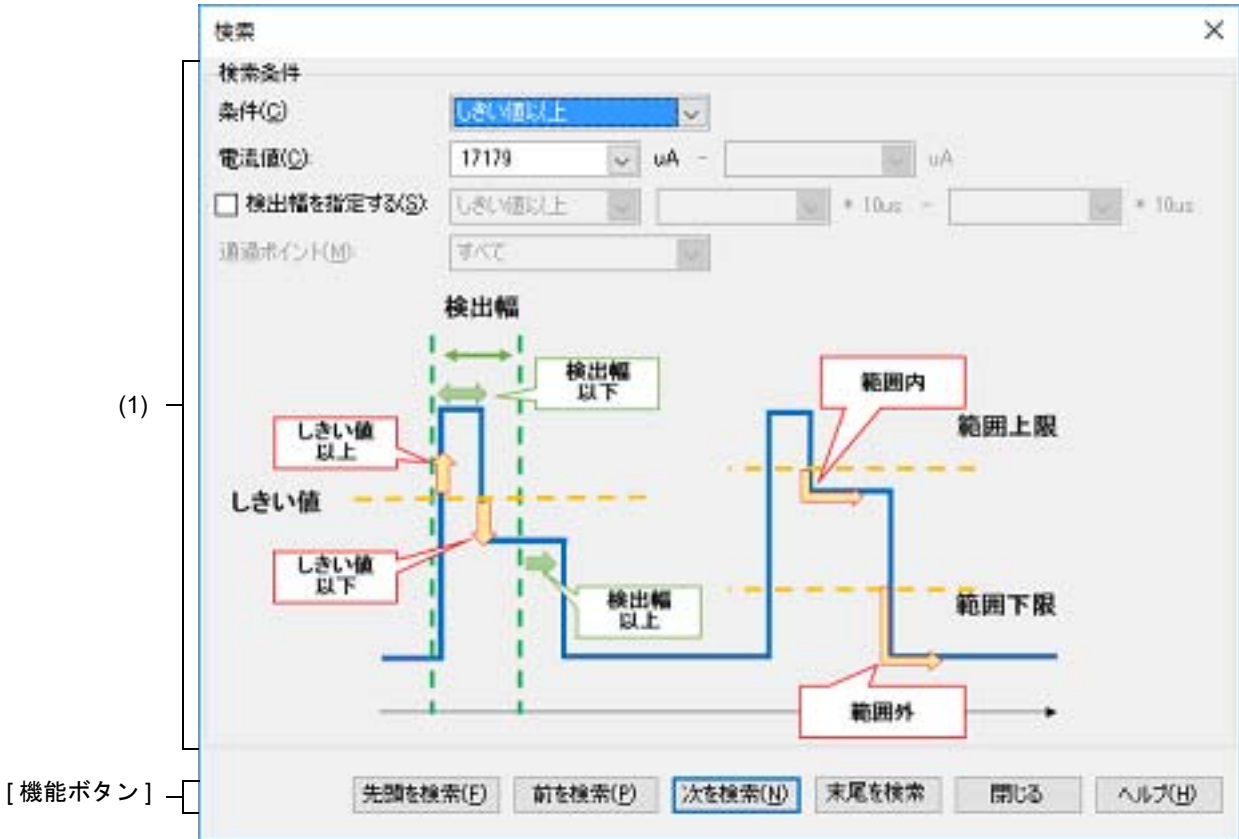 検索
検索条件
条件(C) しきい値以上
電流値(C): 17179 uA - uA
検出幅を指定する(S): しきい値以上 * 10us - * 10us
通過ポイント(M): すべて
検出幅
検出幅
以下
範囲内
(1)
しきい値
以上
範囲上限
しきい値
しきい値
以下
検出幅
以上
範囲下限
範囲外
[ 機能ボタン ]
先頭を検索(F) 前を検索(P) 次を検索(N) 末尾を検索 閉じる ヘルプ(H)